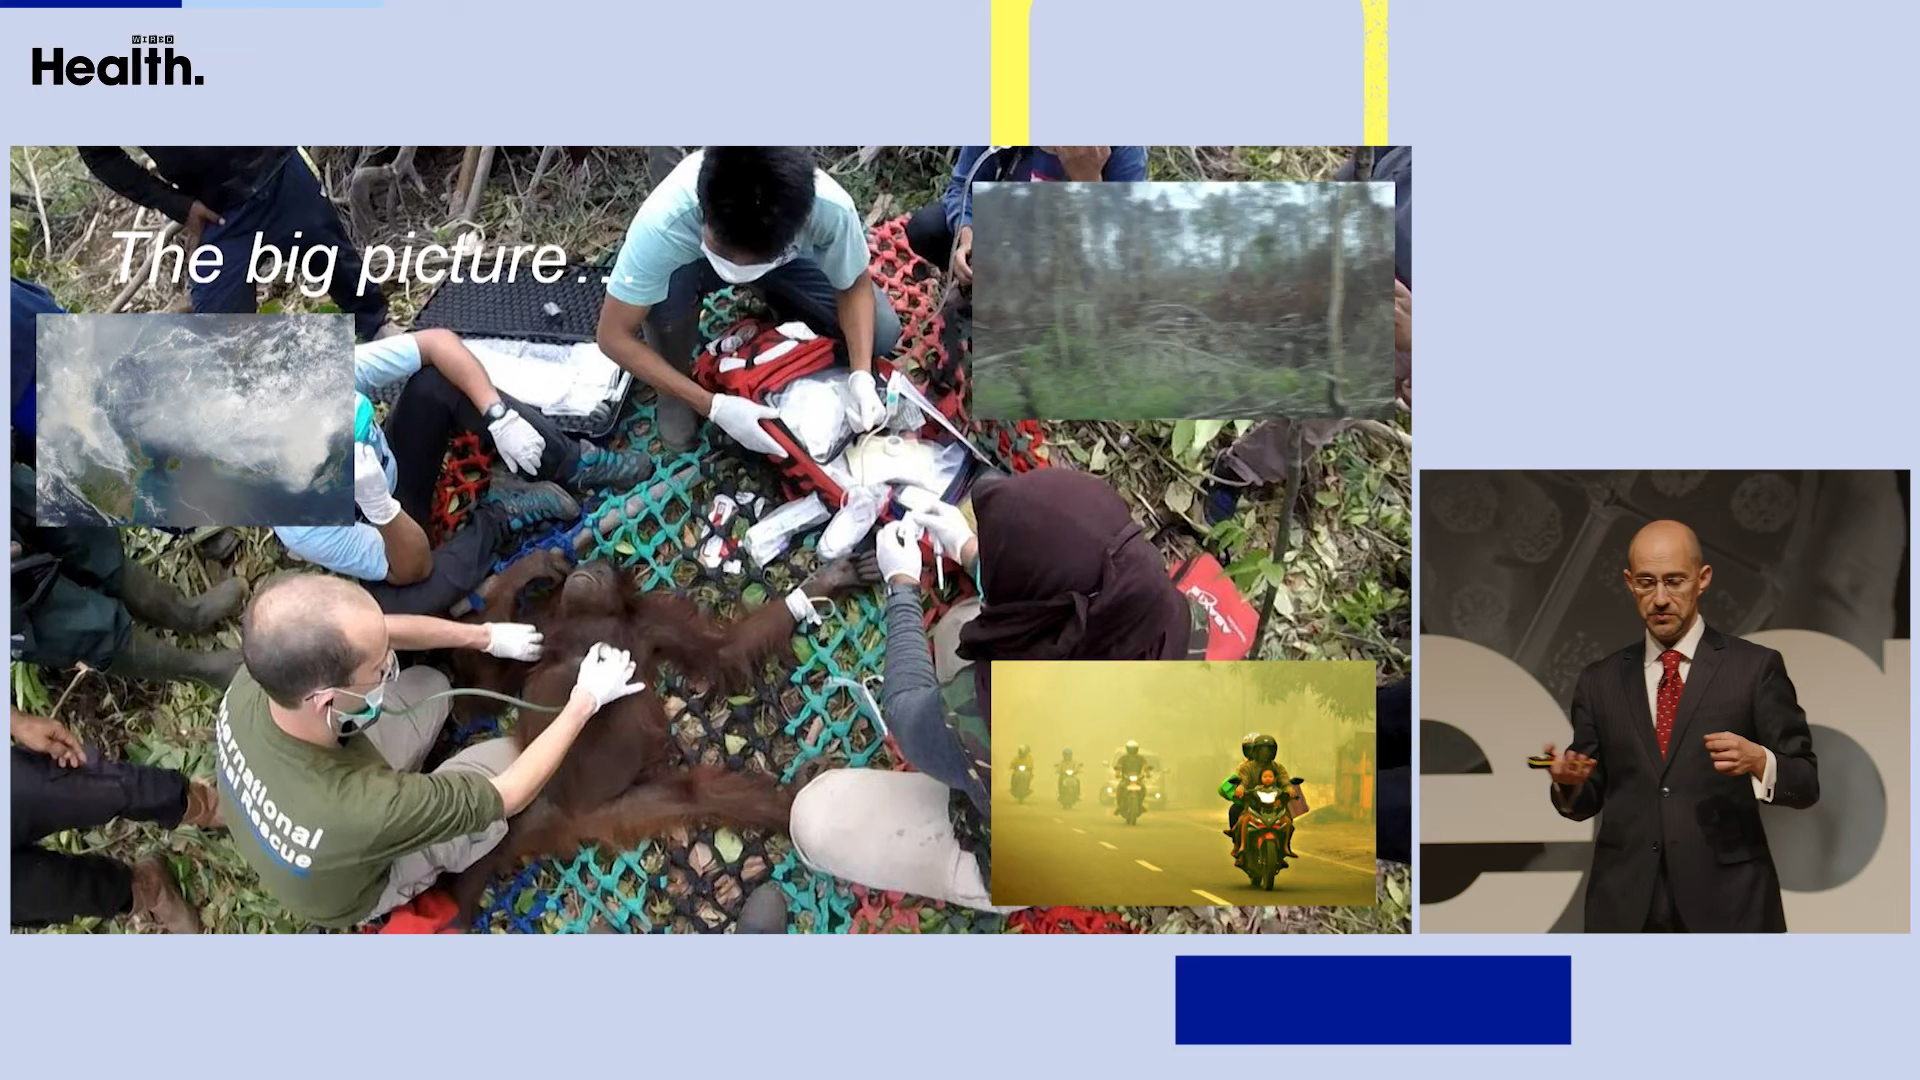 WIRED
Health.
The big picture...
International
Animal Rescue